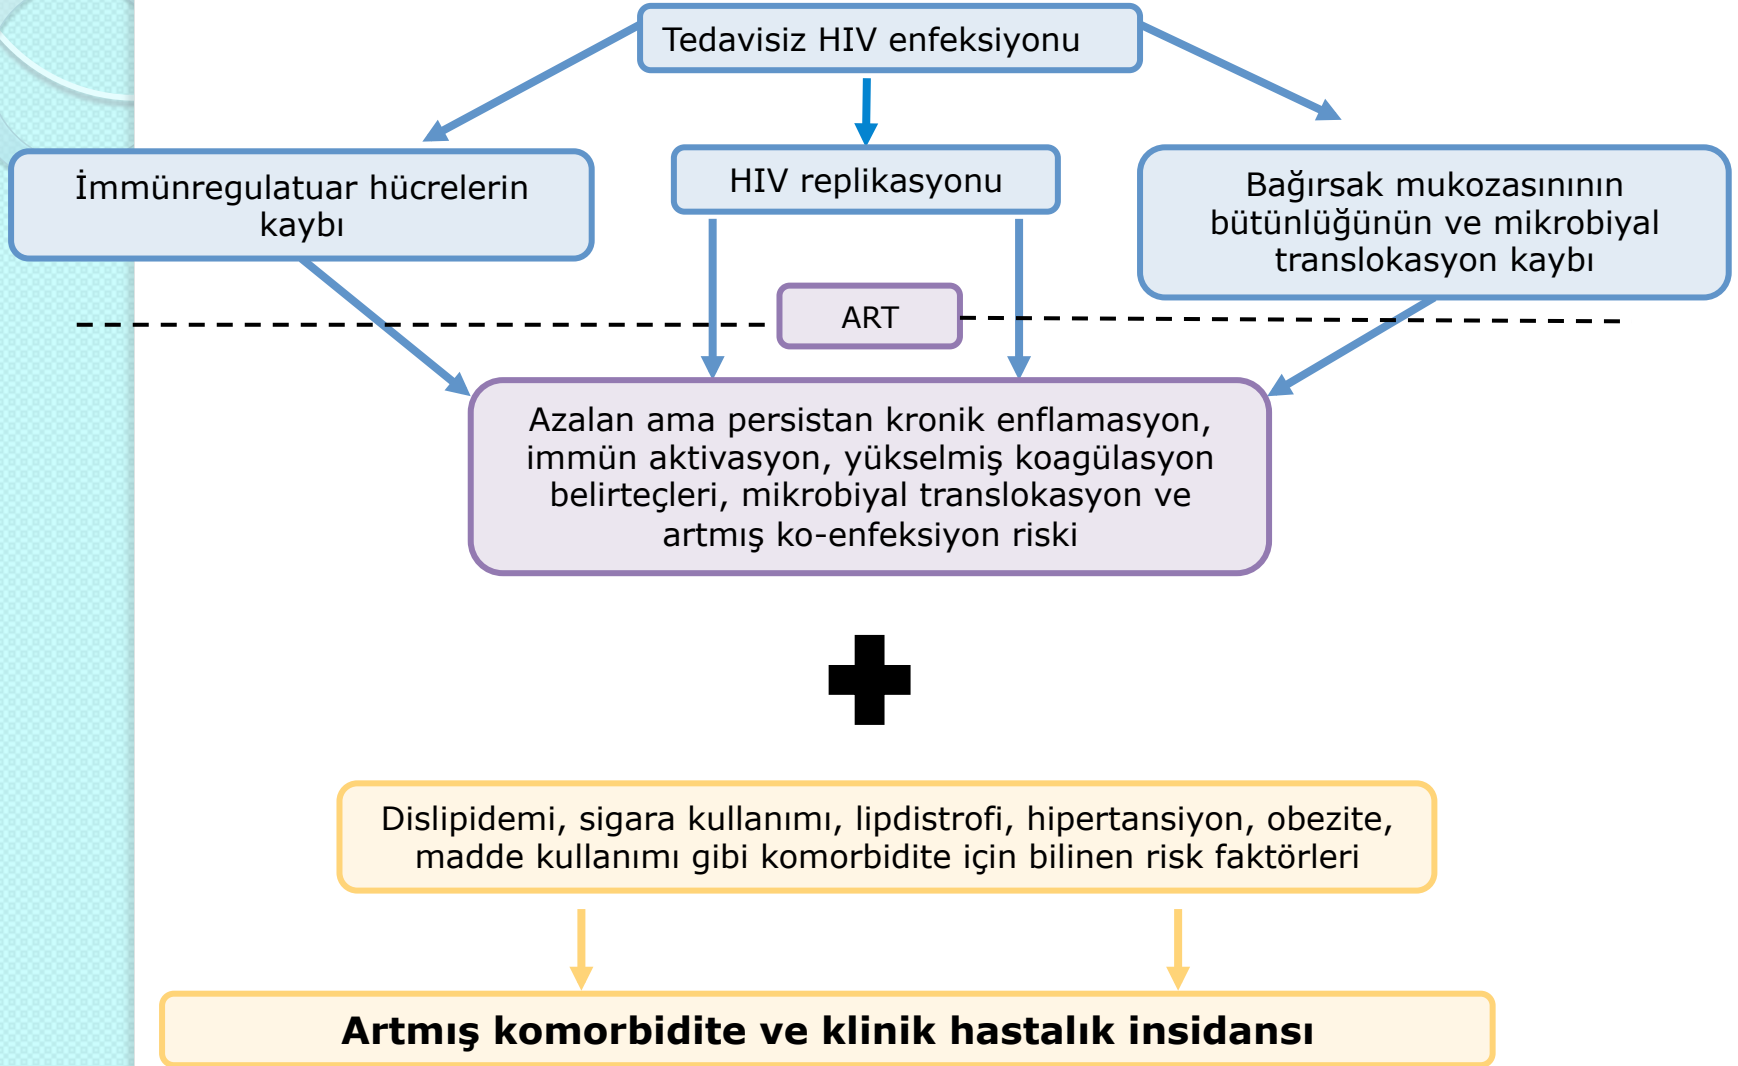 Tedavisiz HIV enfeksiyonu
İmmünregulatuar hücrelerin
kaybı
HIV replikasyonu
Bağırsak mukozasınının
bütünlüğünün ve mikrobiyal
translokasyon kaybı
ART
Azalan ama persistan kronik enflamasyon,
immün aktivasyon, yükselmiş koagülasyon
belirteçleri, mikrobiyal translokasyon ve
artmış ko-enfeksiyon riski
Dislipidemi, sigara kullanımı, lipdistrofi, hipertansiyon, obezite,
madde kullanımı gibi komorbidite için bilinen risk faktörleri
Artmış komorbidite ve klinik hastalık insidansı